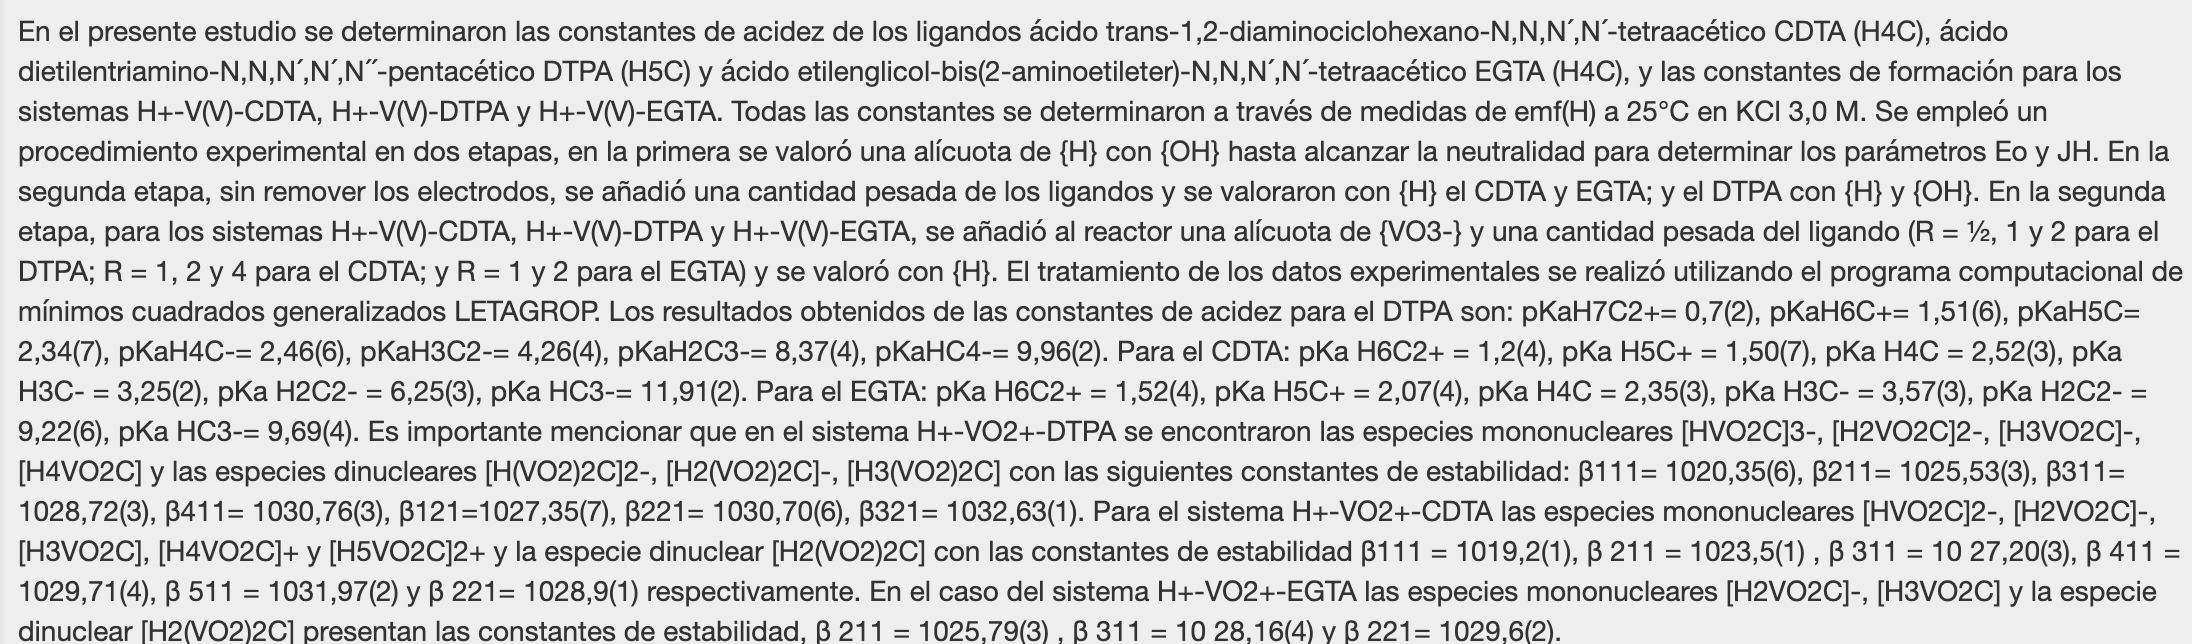 En el presente estudio se determinaron las constantes de acidez de los ligandos ácido trans-1,2-diaminociclohexano-N,N,N´,N´-tetraacético CDTA (H4C), ácido
dietilentriamino-N,N,N´,N´,N˝-pentacético DTPA (H5C) y ácido etilenglicol-bis(2-aminoetileter)-N,N,N´,N´-tetraacético EGTA (H4C), y las constantes de formación para los
sistemas H+-V(V)-CDTA, H+-V(V)-DTPA y H+-V(V)-EGTA. Todas las constantes se determinaron a través de medidas de emf(H) a 25°C en KCl 3,0 M. Se empleó un
procedimiento experimental en dos etapas, en la primera se valoró una alícuota de {H} con {OH} hasta alcanzar la neutralidad para determinar los parámetros Eo y JH. En la
segunda etapa, sin remover los electrodos, se añadió una cantidad pesada de los ligandos y se valoraron con {H} el CDTA y EGTA; y el DTPA con {H} y {OH}. En la segunda
etapa, para los sistemas H+-V(V)-CDTA, H+-V(V)-DTPA y H+-V(V)-EGTA, se añadió al reactor una alícuota de {VO3-} y una cantidad pesada del ligando (R = ½, 1 y 2 para el
DTPA; R = 1, 2 y 4 para el CDTA; y R = 1 y 2 para el EGTA) y se valoró con {H}. El tratamiento de los datos experimentales se realizó utilizando el programa computacional de
mínimos cuadrados generalizados LETAGROP. Los resultados obtenidos de las constantes de acidez para el DTPA son: pKaH7C2+= 0,7(2), pKaH6C+= 1,51(6), pKaH5C=
2,34(7), pKaH4C-= 2,46(6), pKaH3C2-= 4,26(4), pKaH2C3-= 8,37(4), pKaHC4-= 9,96(2). Para el CDTA: pKa H6C2+ = 1,2(4), pKa H5C+ = 1,50(7), pKa H4C = 2,52(3), pKa
H3C- = 3,25(2), pKa H2C2- = 6,25(3), pKa HC3-= 11,91(2). Para el EGTA: pKa H6C2+ = 1,52(4), pKa H5C+ = 2,07(4), pKa H4C = 2,35(3), pKa H3C- = 3,57(3), pKa H2C2- =
9,22(6), pKa HC3-= 9,69(4). Es importante mencionar que en el sistema H+-VO2+-DTPA se encontraron las especies mononucleares [HVO2C]3-, [H2VO2C]2-, [H3VO2C]-,
[H4VO2C] y las especies dinucleares [H(VO2)2C]2-, [H2(VO2)2C]-, [H3(VO2)2C] con las siguientes constantes de estabilidad: β111= 1020,35(6), β211= 1025,53(3), β311=
1028,72(3), β411= 1030,76(3), β121=1027,35(7), β221= 1030,70(6), β321= 1032,63(1). Para el sistema H+-VO2+-CDTA las especies mononucleares [HVO2C]2-, [H2VO2C]-,
[H3VO2C], [H4VO2C]+ y [H5VO2C]2+ y la especie dinuclear [H2(VO2)2C] con las constantes de estabilidad β111 = 1019,2(1), β 211 = 1023,5(1) , β 311 = 10 27,20(3), β 411 =
1029,71(4), β 511 = 1031,97(2) y β 221= 1028,9(1) respectivamente. En el caso del sistema H+-VO2+-EGTA las especies mononucleares [H2VO2C]-, [H3VO2C] y la especie
dinuclear [H2(VO2)2C] presentan las constantes de estabilidad, β 211 = 1025,79(3) , β 311 = 10 28,16(4) y β 221= 1029,6(2).